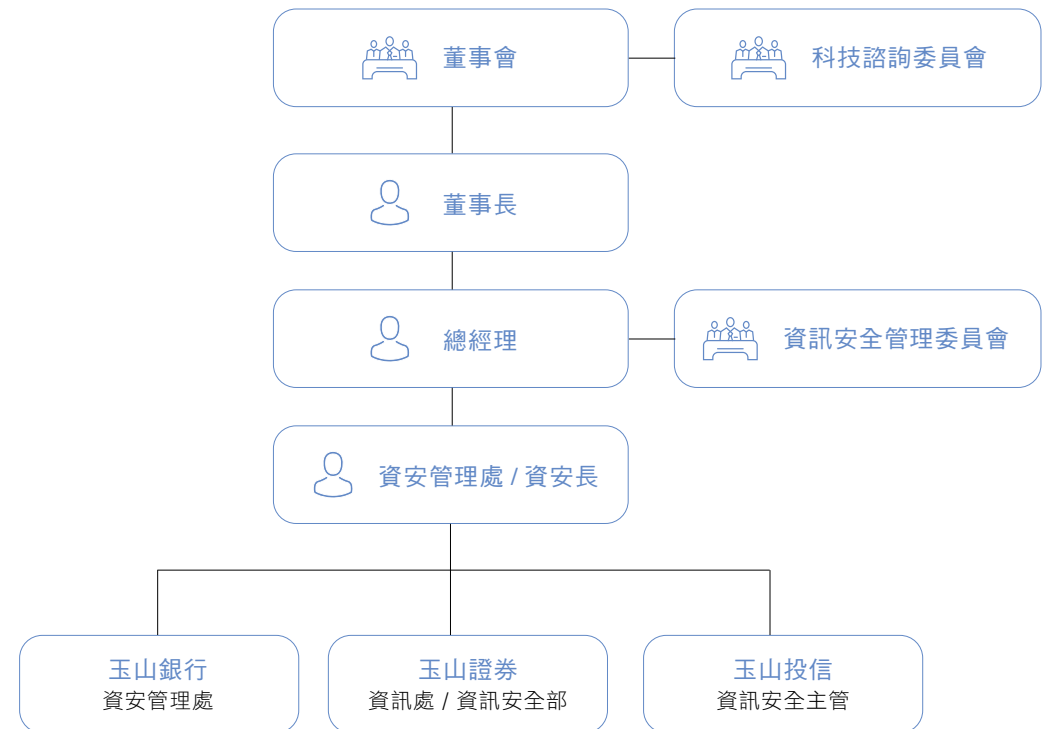 董事會
科技諮詢委員會
董事長
總經理
資訊安全管理委員會
資安管理處 / 資安長
玉山銀行
資安管理處
玉山證券
資訊處 / 資訊安全部
玉山投信
資訊安全主管